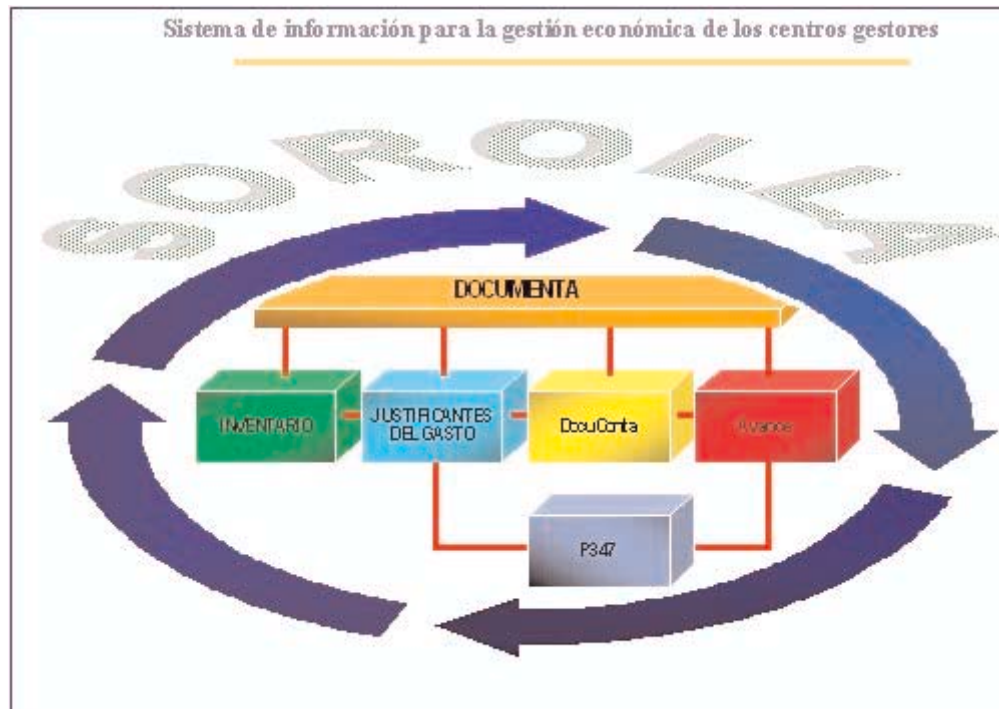 Sistema de información para la gestión económica de los centros gestores
SOROLLA
DOCUMENTA
INVENTARIO
JUSTIFICANTES
DEL GASTO
DocuConta
Avance
P347